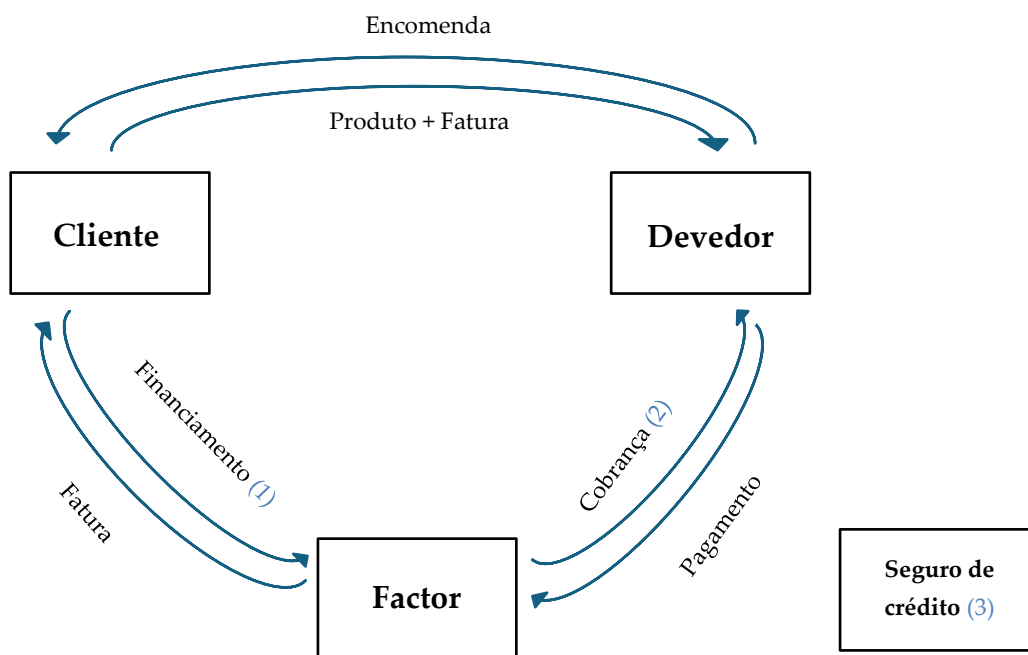 Encomenda
Produto + Fatura
Cliente
Devedor
Financiamento (1)
Fatura
Cobrança (2)
Pagamento
Factor
Seguro de
crédito (3)